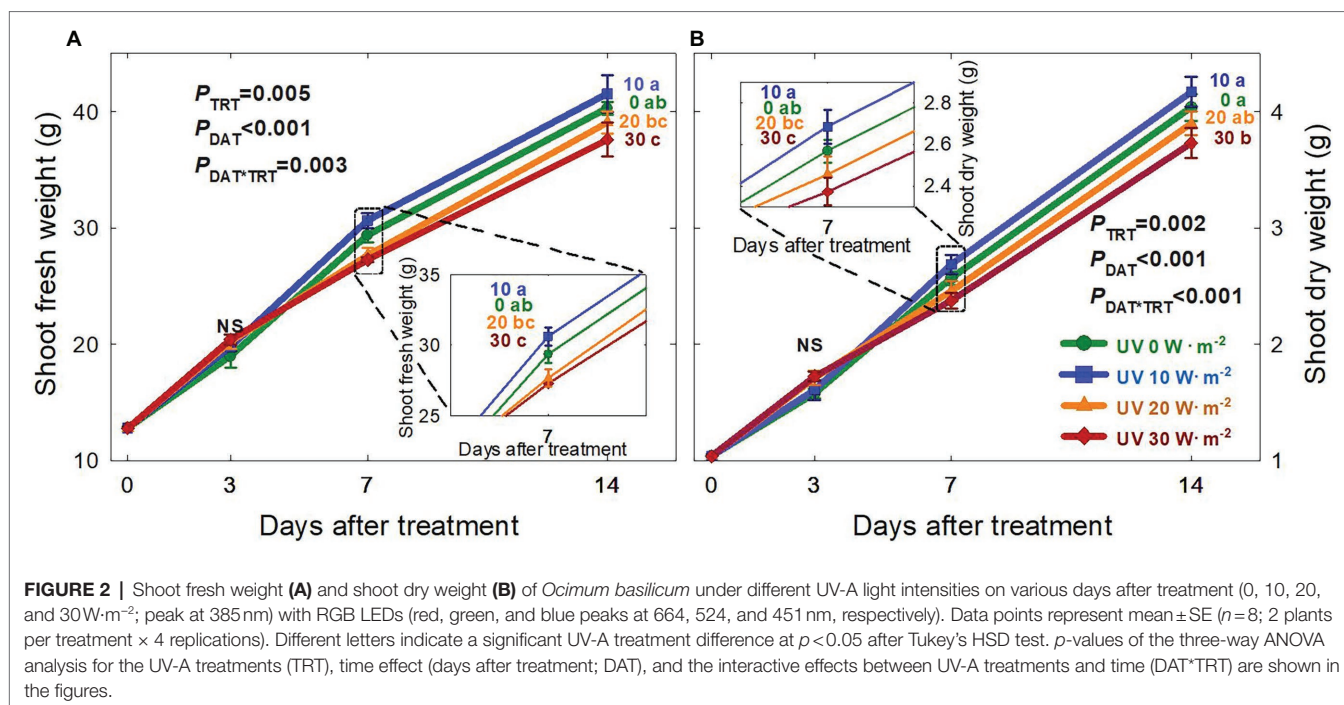 A
Shoot fresh weight (g)
40
30
20
10
P_TRT=0.005
P_DAT<0.001
P_DAT*TRT=0.003
10 a
0 ab
20 bc
30 c
NS
Shoot fresh weight (g)
35
30
25
10 a
0 ab
20 bc
30 c
7
Days after treatment
0 3 7 14
Days after treatment
B
10 a
0 ab
20 bc
30 c
2.8
2.6
2.4
Shoot dry weight (g)
7
Days after treatment
10 a
0 a
20 ab
30 b
P_TRT=0.002
P_DAT<0.001
P_DAT*TRT<0.001
NS
UV 0 W·m⁻²
UV 10 W·m⁻²
UV 20 W·m⁻²
UV 30 W·m⁻²
4
3
2
1
Shoot dry weight (g)
0 3 7 14
Days after treatment
FIGURE 2 | Shoot fresh weight (A) and shoot dry weight (B) of Ocimum basilicum under different UV-A light intensities on various days after treatment (0, 10, 20,
and 30 W·m⁻²; peak at 385 nm) with RGB LEDs (red, green, and blue peaks at 664, 524, and 451 nm, respectively). Data points represent mean ± SE (n = 8; 2 plants
per treatment × 4 replications). Different letters indicate a significant UV-A treatment difference at p < 0.05 after Tukey's HSD test. p-values of the three-way ANOVA
analysis for the UV-A treatments (TRT), time effect (days after treatment; DAT), and the interactive effects between UV-A treatments and time (DAT*TRT) are shown in
the figures.